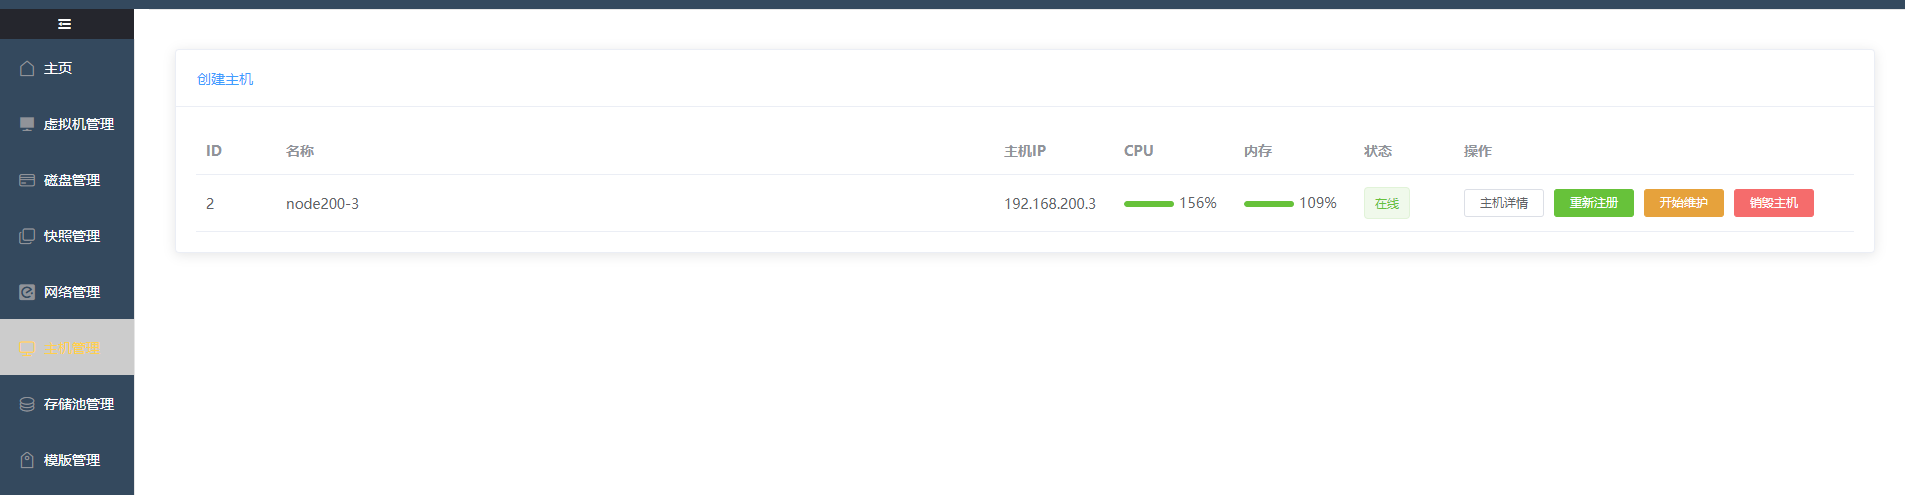 主页
虚拟机管理
磁盘管理
快照管理
网络管理
主机管理
存储池管理
模版管理
创建主机
ID 名称 主机IP CPU 内存 状态 操作
2 node200-3 192.168.200.3 156% 109% 在线 主机详情 重新注册 开始维护 销毁主机